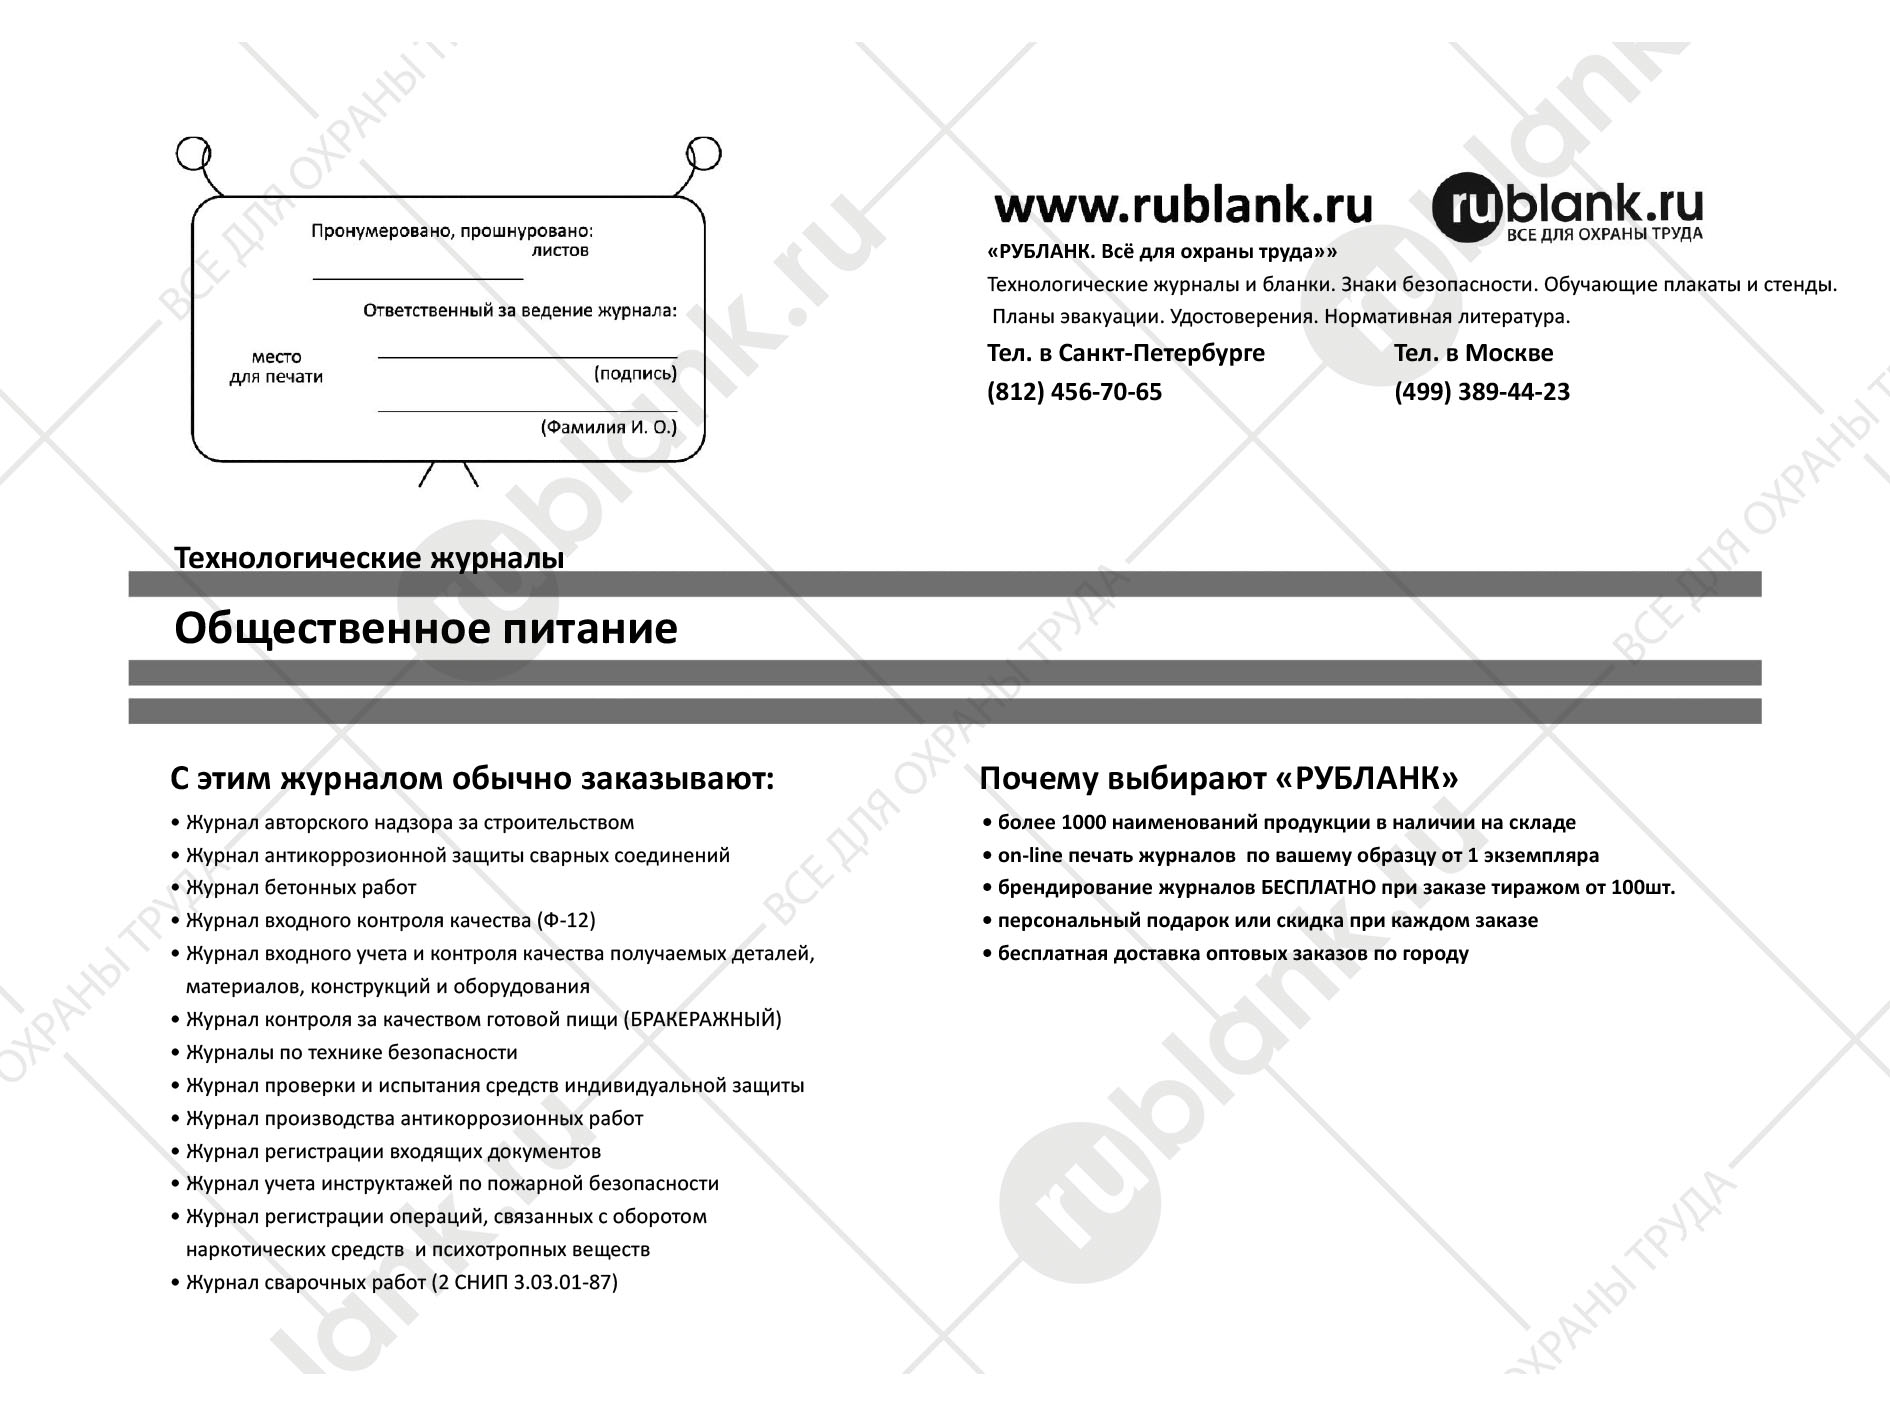 Пронумеровано, прошнуровано:
листов
Ответственный за ведение журнала:
место
для печати
(подпись)
(Фамилия И. О.)
www.rublank.ru
rublank.ru
ВСЕ ДЛЯ ОХРАНЫ ТРУДА
«РУБЛАНК. Всё для охраны труда»»
Технологические журналы и бланки. Знаки безопасности. Обучающие плакаты и стенды.
Планы эвакуации. Удостоверения. Нормативная литература.
Тел. в Санкт-Петербурге
(812) 456-70-65
Тел. в Москве
(499) 389-44-23
Технологические журналы
Общественное питание
С этим журналом обычно заказывают:
• Журнал авторского надзора за строительством
• Журнал антикоррозионной защиты сварных соединений
• Журнал бетонных работ
• Журнал входного контроля качества (Ф-12)
• Журнал входного учета и контроля качества получаемых деталей,
материалов, конструкций и оборудования
• Журнал контроля за качеством готовой пищи (БРАКЕРАЖНЫЙ)
• Журналы по технике безопасности
• Журнал проверки и испытания средств индивидуальной защиты
• Журнал производства антикоррозионных работ
• Журнал регистрации входящих документов
• Журнал учета инструктажей по пожарной безопасности
• Журнал регистрации операций, связанных с оборотом
наркотических средств  и психотропных веществ
• Журнал сварочных работ (2 СНИП 3.03.01-87)
Почему выбирают «РУБЛАНК»
• более 1000 наименований продукции в наличии на складе
• on-line печать журналов  по вашему образцу от 1 экземпляра
• брендирование журналов БЕСПЛАТНО при заказе тиражом от 100шт.
• персональный подарок или скидка при каждом заказе
• бесплатная доставка оптовых заказов по городу